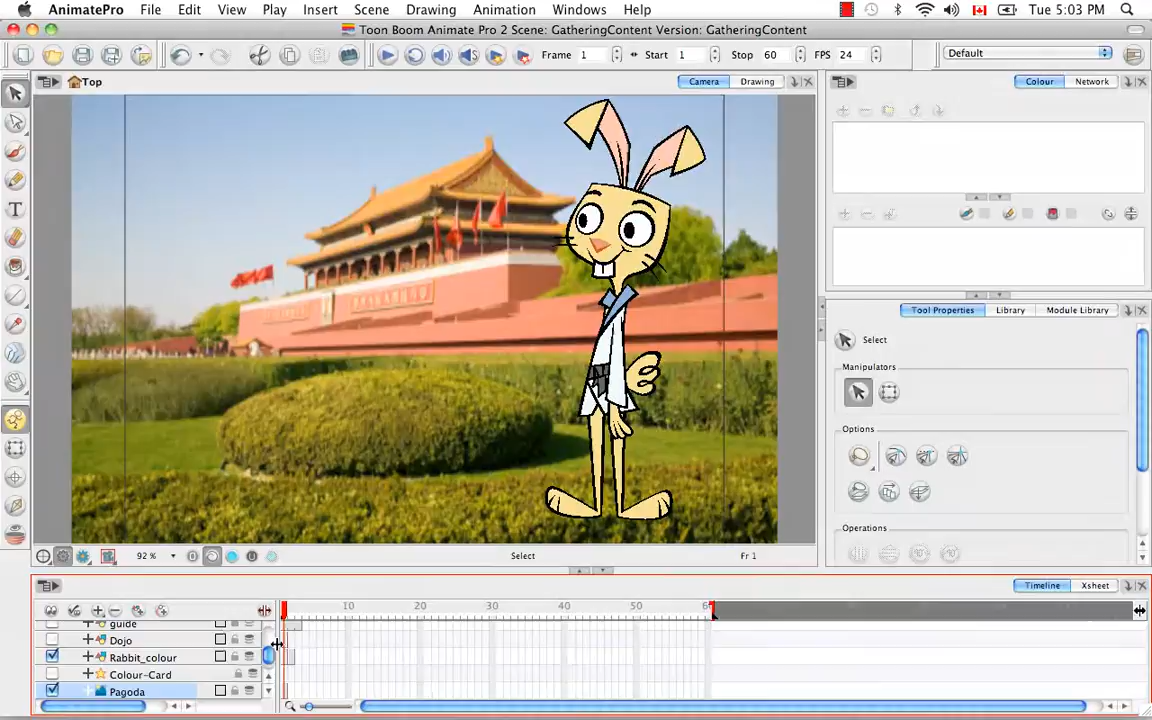 AnimatePro File Edit View Play Insert Scene Drawing Animation Windows Help Tue 5:03 PM
Toon Boom Animate Pro 2 Scene: GatheringContent Version: GatheringContent
Frame 1 Start 1 Stop 60 FPS 24 Default
Top Camera Drawing Colour Network
Tool Properties Library Module Library
Select
Manipulators
Options
Operations
92 % Select Fr 1
Timeline Xsheet
10 20 30 40 50
guide
Dojo
Rabbit_colour
Colour-Card
Pagoda